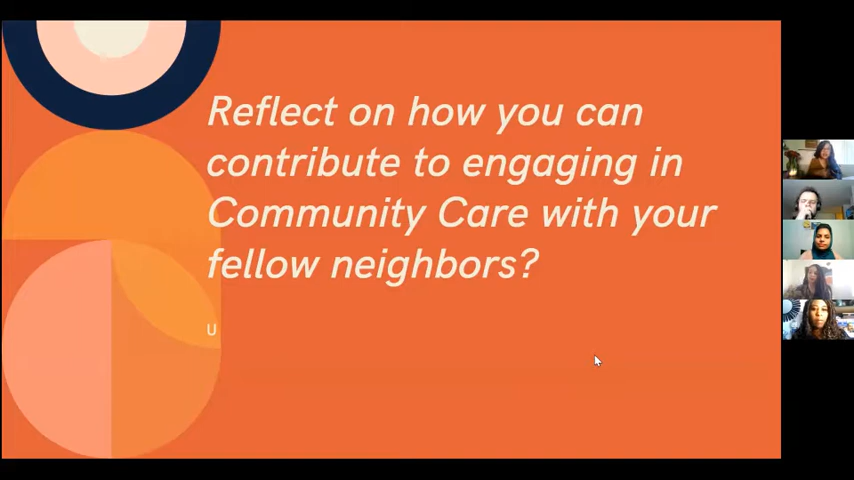 Reflect on how you can
contribute to engaging in
Community Care with your
fellow neighbors?
U